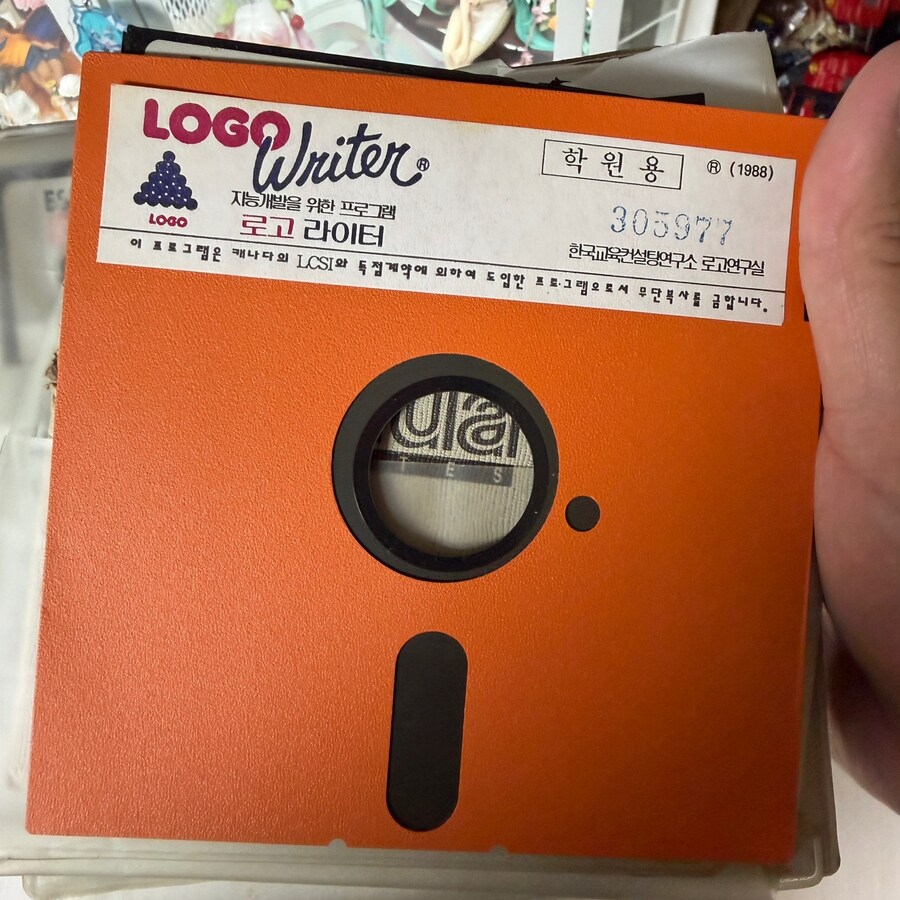 LOGO
Writer®
LOGO
지능개발을 위한 프로그램
로고 라이터
학원용
® (1988)
305977
한국교육컨설팅연구소 로고연구실
이 프로그램은 캐나다의 LCSI와 독점계약에 의하여 도입한 프로그램으로서 무단복사를 금합니다.
ula
IES